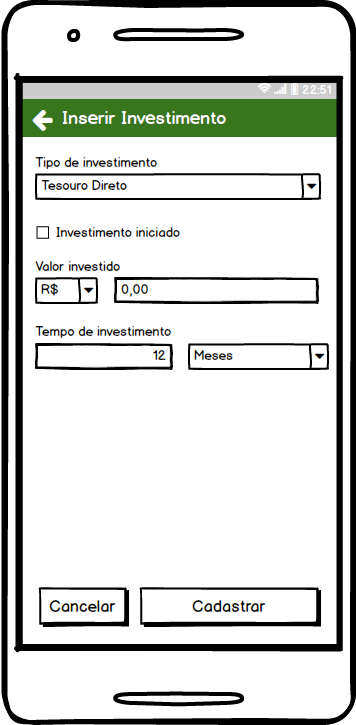 22:51
Inserir Investimento
Tipo de investimento
Tesouro Direto
Investimento iniciado
Valor investido
R$ 0,00
Tempo de investimento
12 Meses
Cancelar Cadastrar